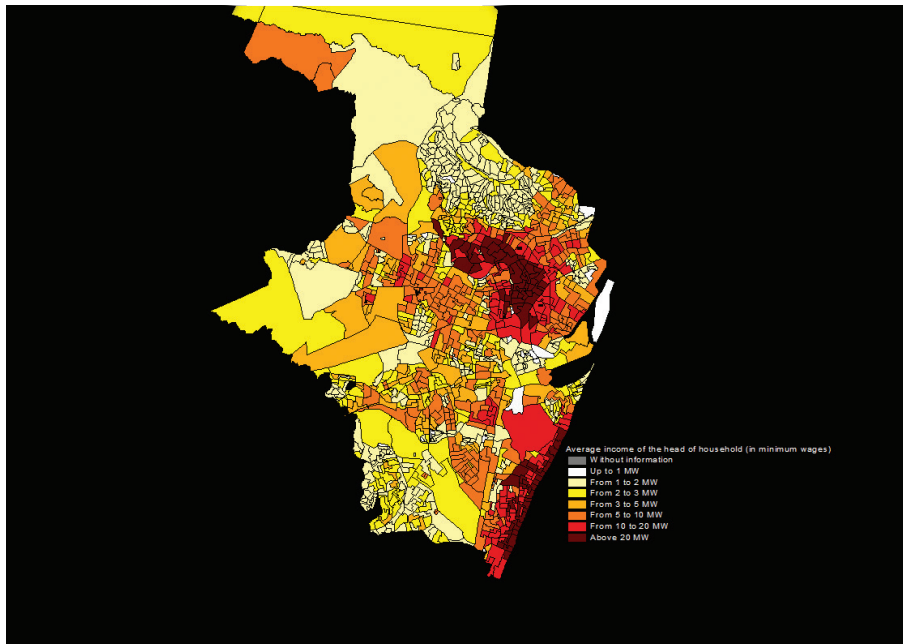 Average income of the head of household (in minimum wages)
Without information
Up to 1 MW
From 1 to 2 MW
From 2 to 3 MW
From 3 to 5 MW
From 5 to 10 MW
From 10 to 20 MW
Above 20 MW